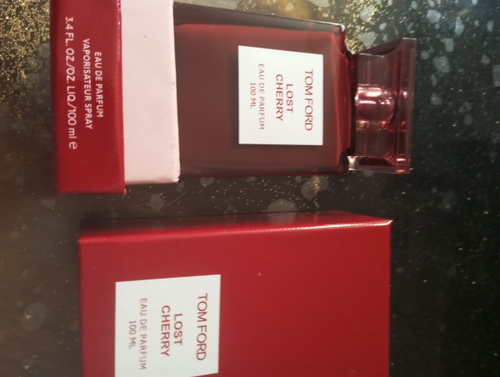 EAU DE PARFUM
VAPORISATEUR SPRAY
3.4 FL OZ/OZ LIQ/100 ml e
TOM FORD
LOST
CHERRY
EAU DE PARFUM
100 ML
TOM FORD
LOST
CHERRY
EAU DE PARFUM
100 ML